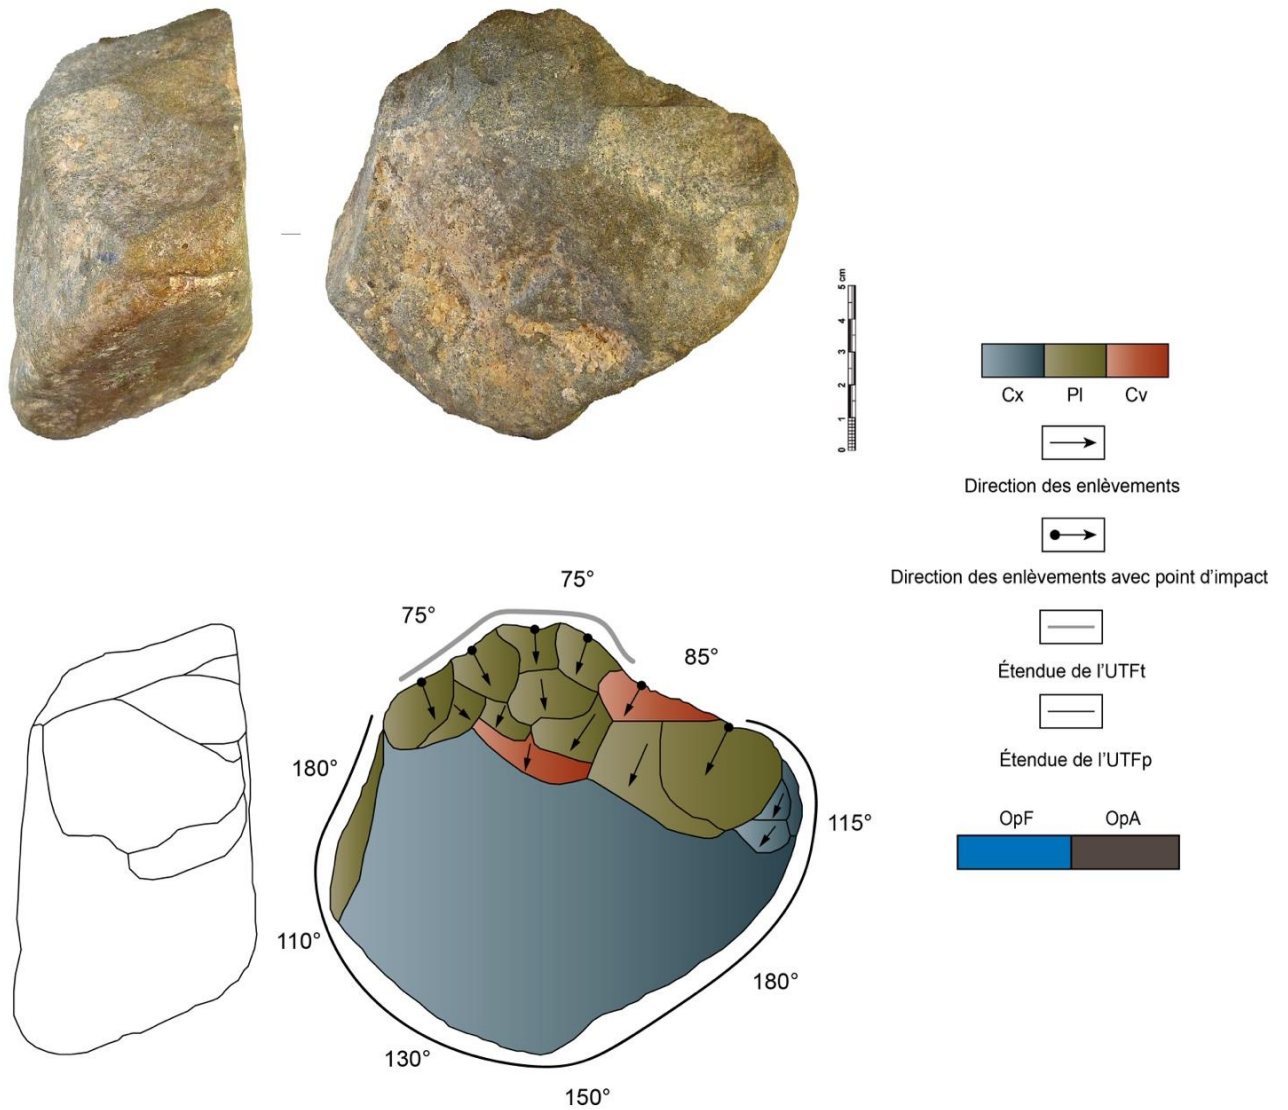 5 cm
4
3
2
1
0
Cx Pl Cv
Direction des enlèvements
Direction des enlèvements avec point d'impact
Étendue de l'UTFt
Étendue de l'UTFp
OpF OpA
75°
75°
85°
180°
115°
110°
180°
130°
150°